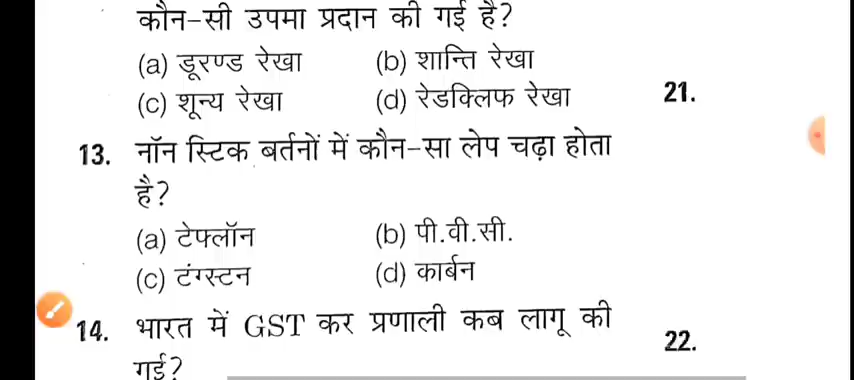 कौन-सी उपमा प्रदान की गई है?
(a) डूरण्ड रेखा (b) शान्ति रेखा
(c) शून्य रेखा (d) रेडक्लिफ रेखा
21.
13. नॉन स्टिक बर्तनों में कौन-सा लेप चढ़ा होता
है?
(a) टेफ्लॉन (b) पी.वी.सी.
(c) टंग्स्टन (d) कार्बन
14. भारत में GST कर प्रणाली कब लागू की
गई?
22.